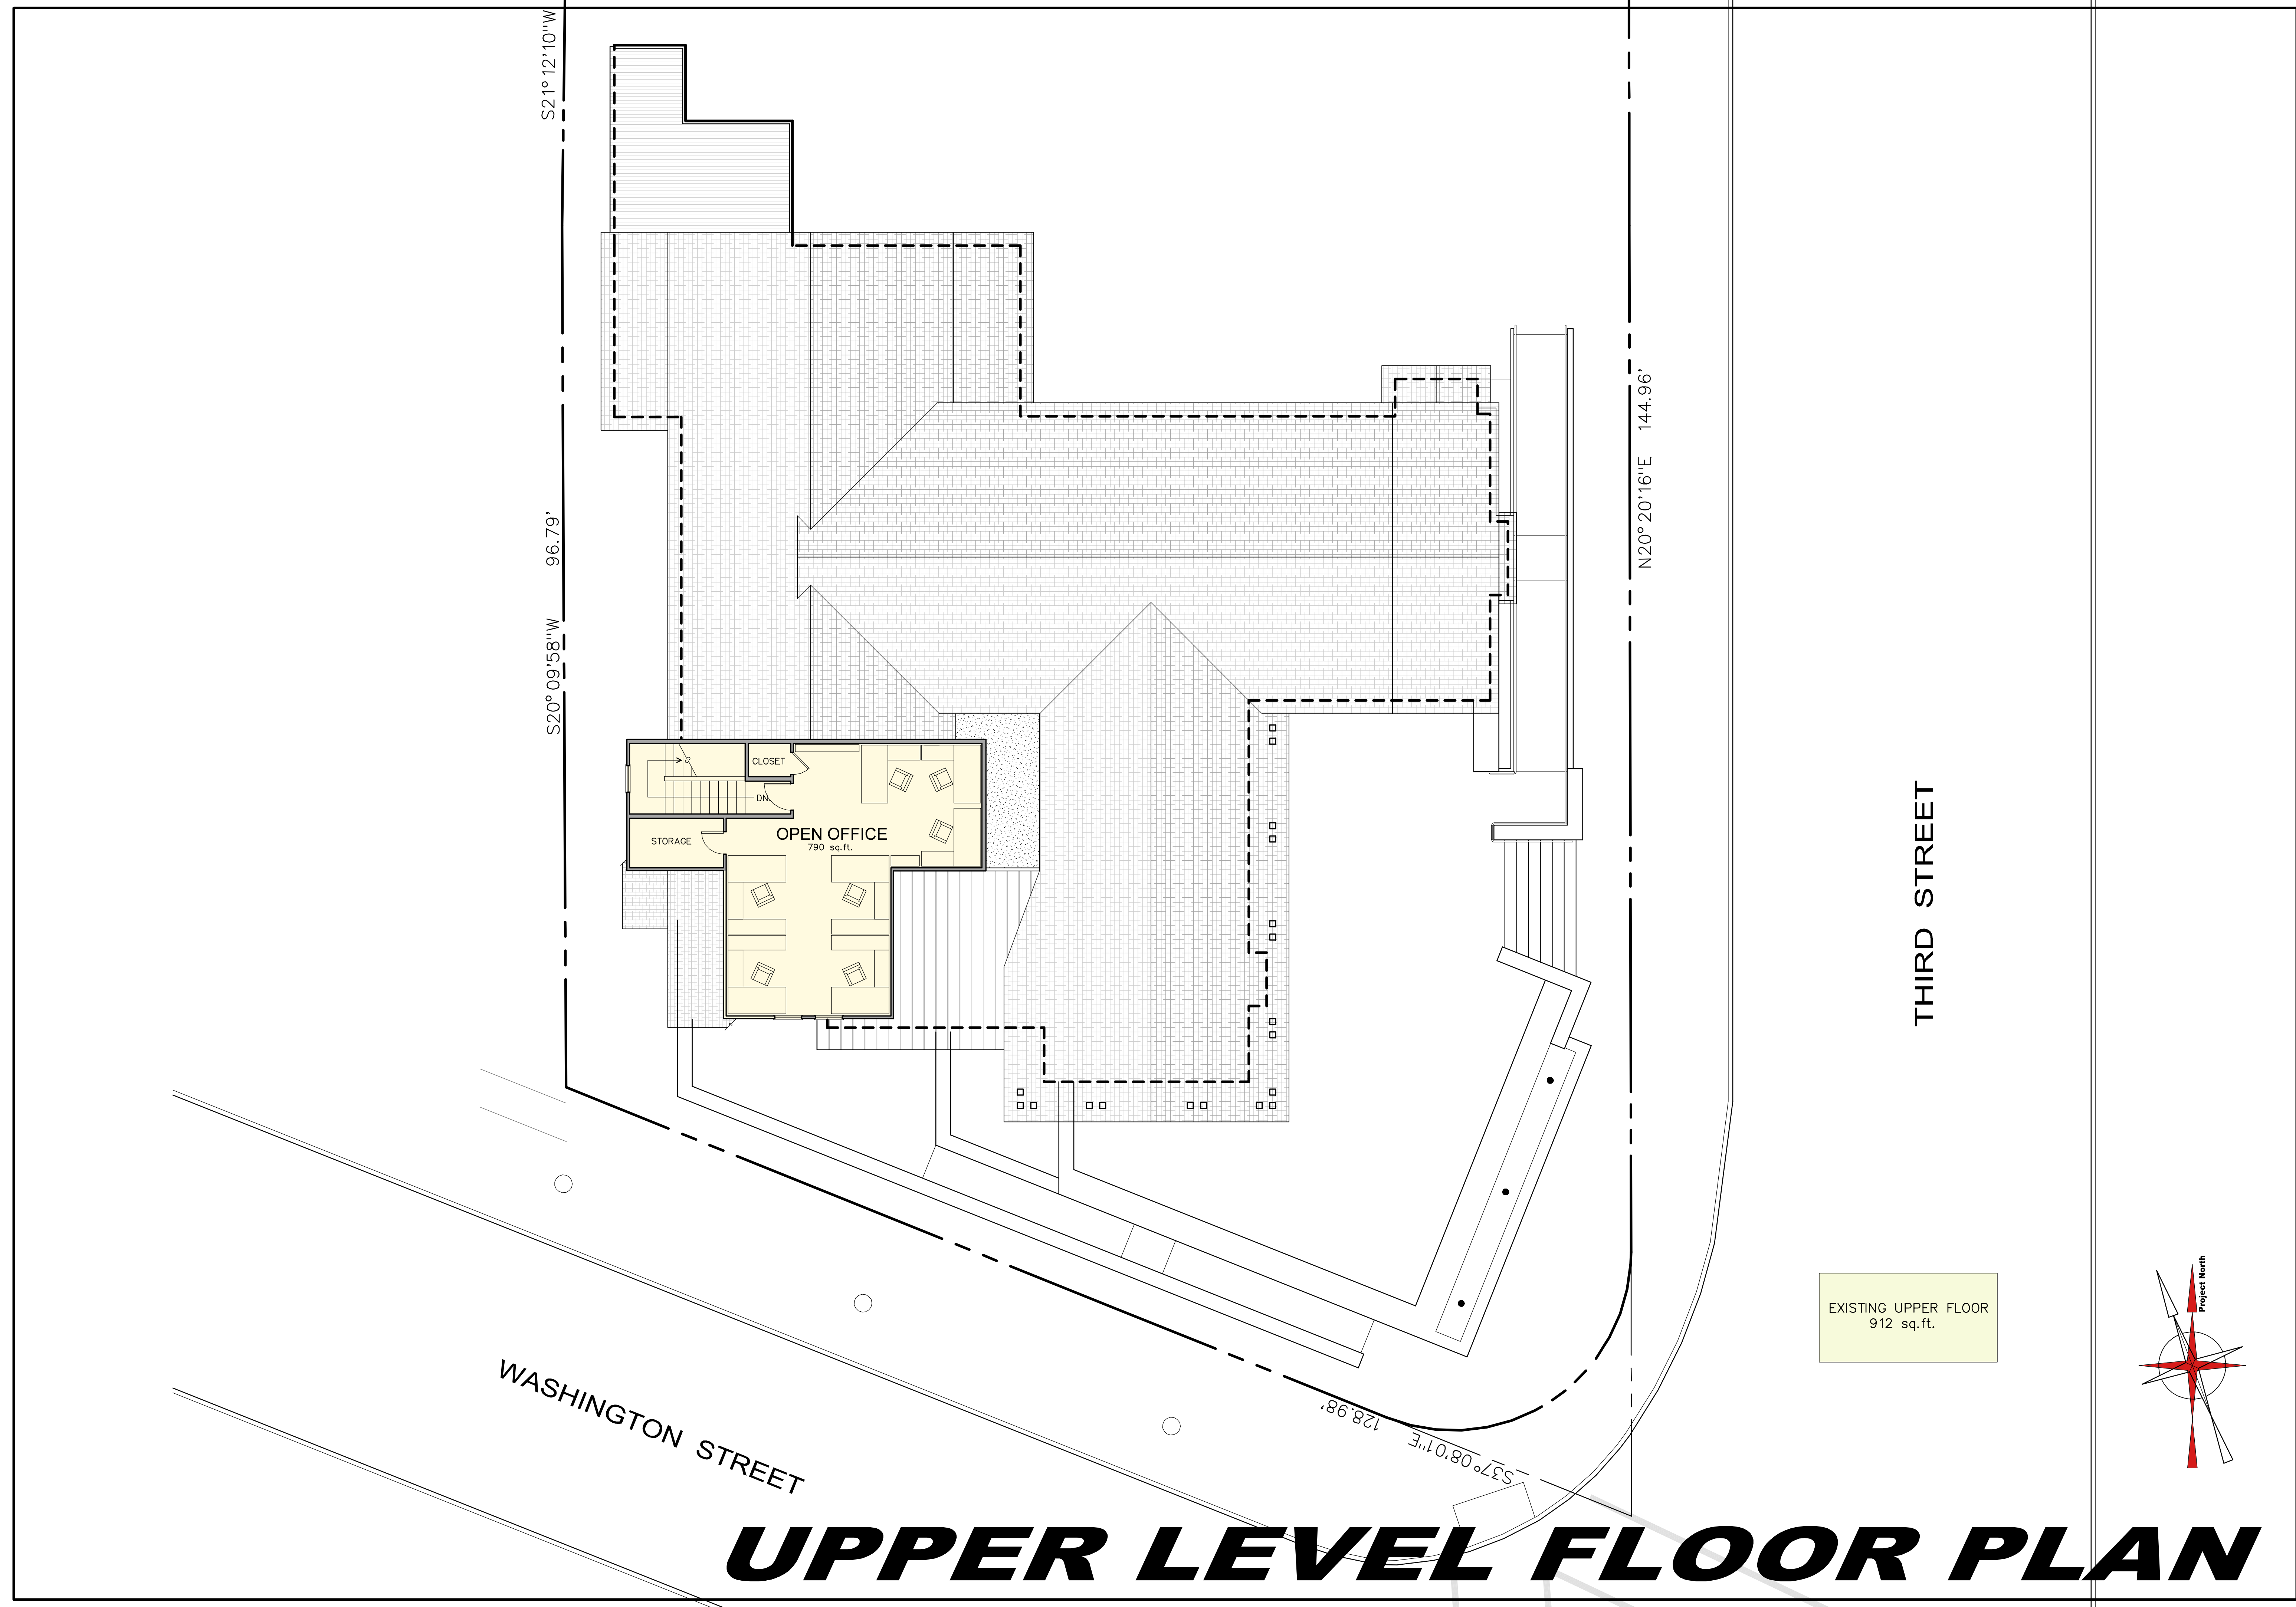 S21°12'10"W
N20°20'16"E 144.96'
S20°09'58"W 96.79'
CLOSET
DN.
OPEN OFFICE
790 sq.ft.
STORAGE
THIRD STREET
Project North
EXISTING UPPER FLOOR
912 sq.ft.
WASHINGTON STREET
S37°08'01"E 128.98'
UPPER LEVEL FLOOR PLAN